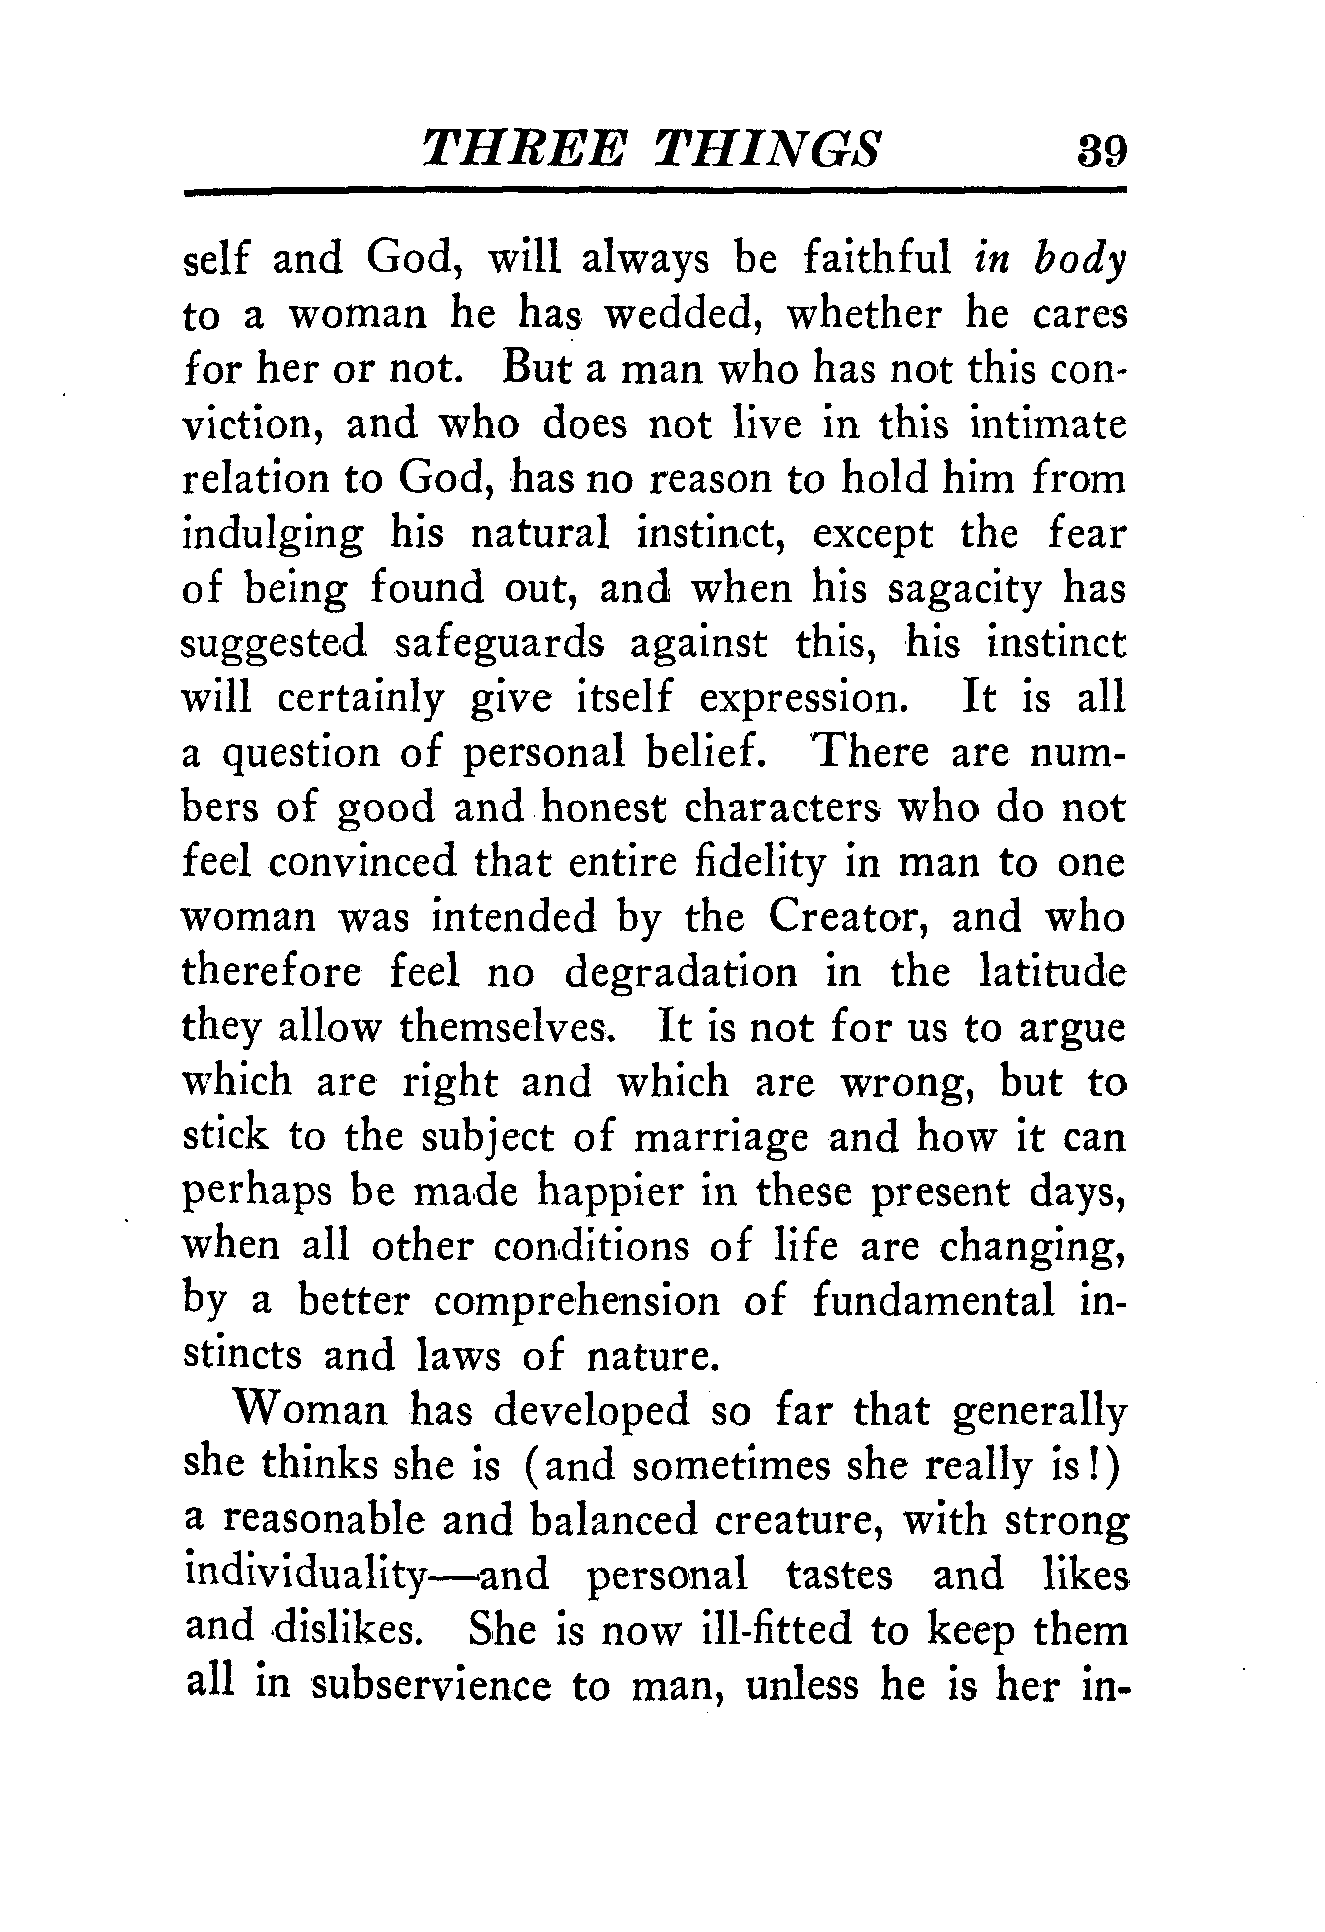 THREE THINGS 39
self and God, will always be faithful in body
to a woman he has wedded, whether he cares
for her or not. But a man who has not this con-
viction, and who does not live in this intimate
relation to God, has no reason to hold him from
indulging his natural instinct, except the fear
of being found out, and when his sagacity has
suggested safeguards against this, his instinct
will certainly give itself expression. It is all
a question of personal belief. There are num-
bers of good and honest characters who do not
feel convinced that entire fidelity in man to one
woman was intended by the Creator, and who
therefore feel no degradation in the latitude
they allow themselves. It is not for us to argue
which are right and which are wrong, but to
stick to the subject of marriage and how it can
perhaps be made happier in these present days,
when all other conditions of life are changing,
by a better comprehension of fundamental in-
stincts and laws of nature.
Woman has developed so far that generally
she thinks she is (and sometimes she really is!)
a reasonable and balanced creature, with strong
individuality—and personal tastes and likes
and dislikes. She is now ill-fitted to keep them
all in subservience to man, unless he is her in-